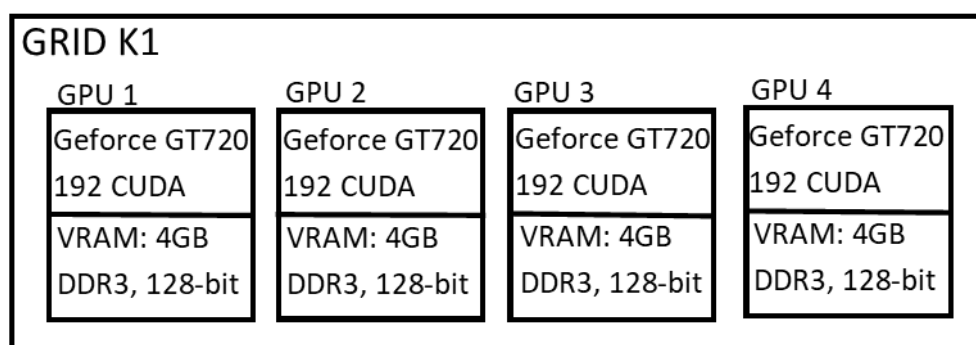 GRID K1
GPU 1
Geforce GT720
192 CUDA
VRAM: 4GB
DDR3, 128-bit
GPU 2
Geforce GT720
192 CUDA
VRAM: 4GB
DDR3, 128-bit
GPU 3
Geforce GT720
192 CUDA
VRAM: 4GB
DDR3, 128-bit
GPU 4
Geforce GT720
192 CUDA
VRAM: 4GB
DDR3, 128-bit